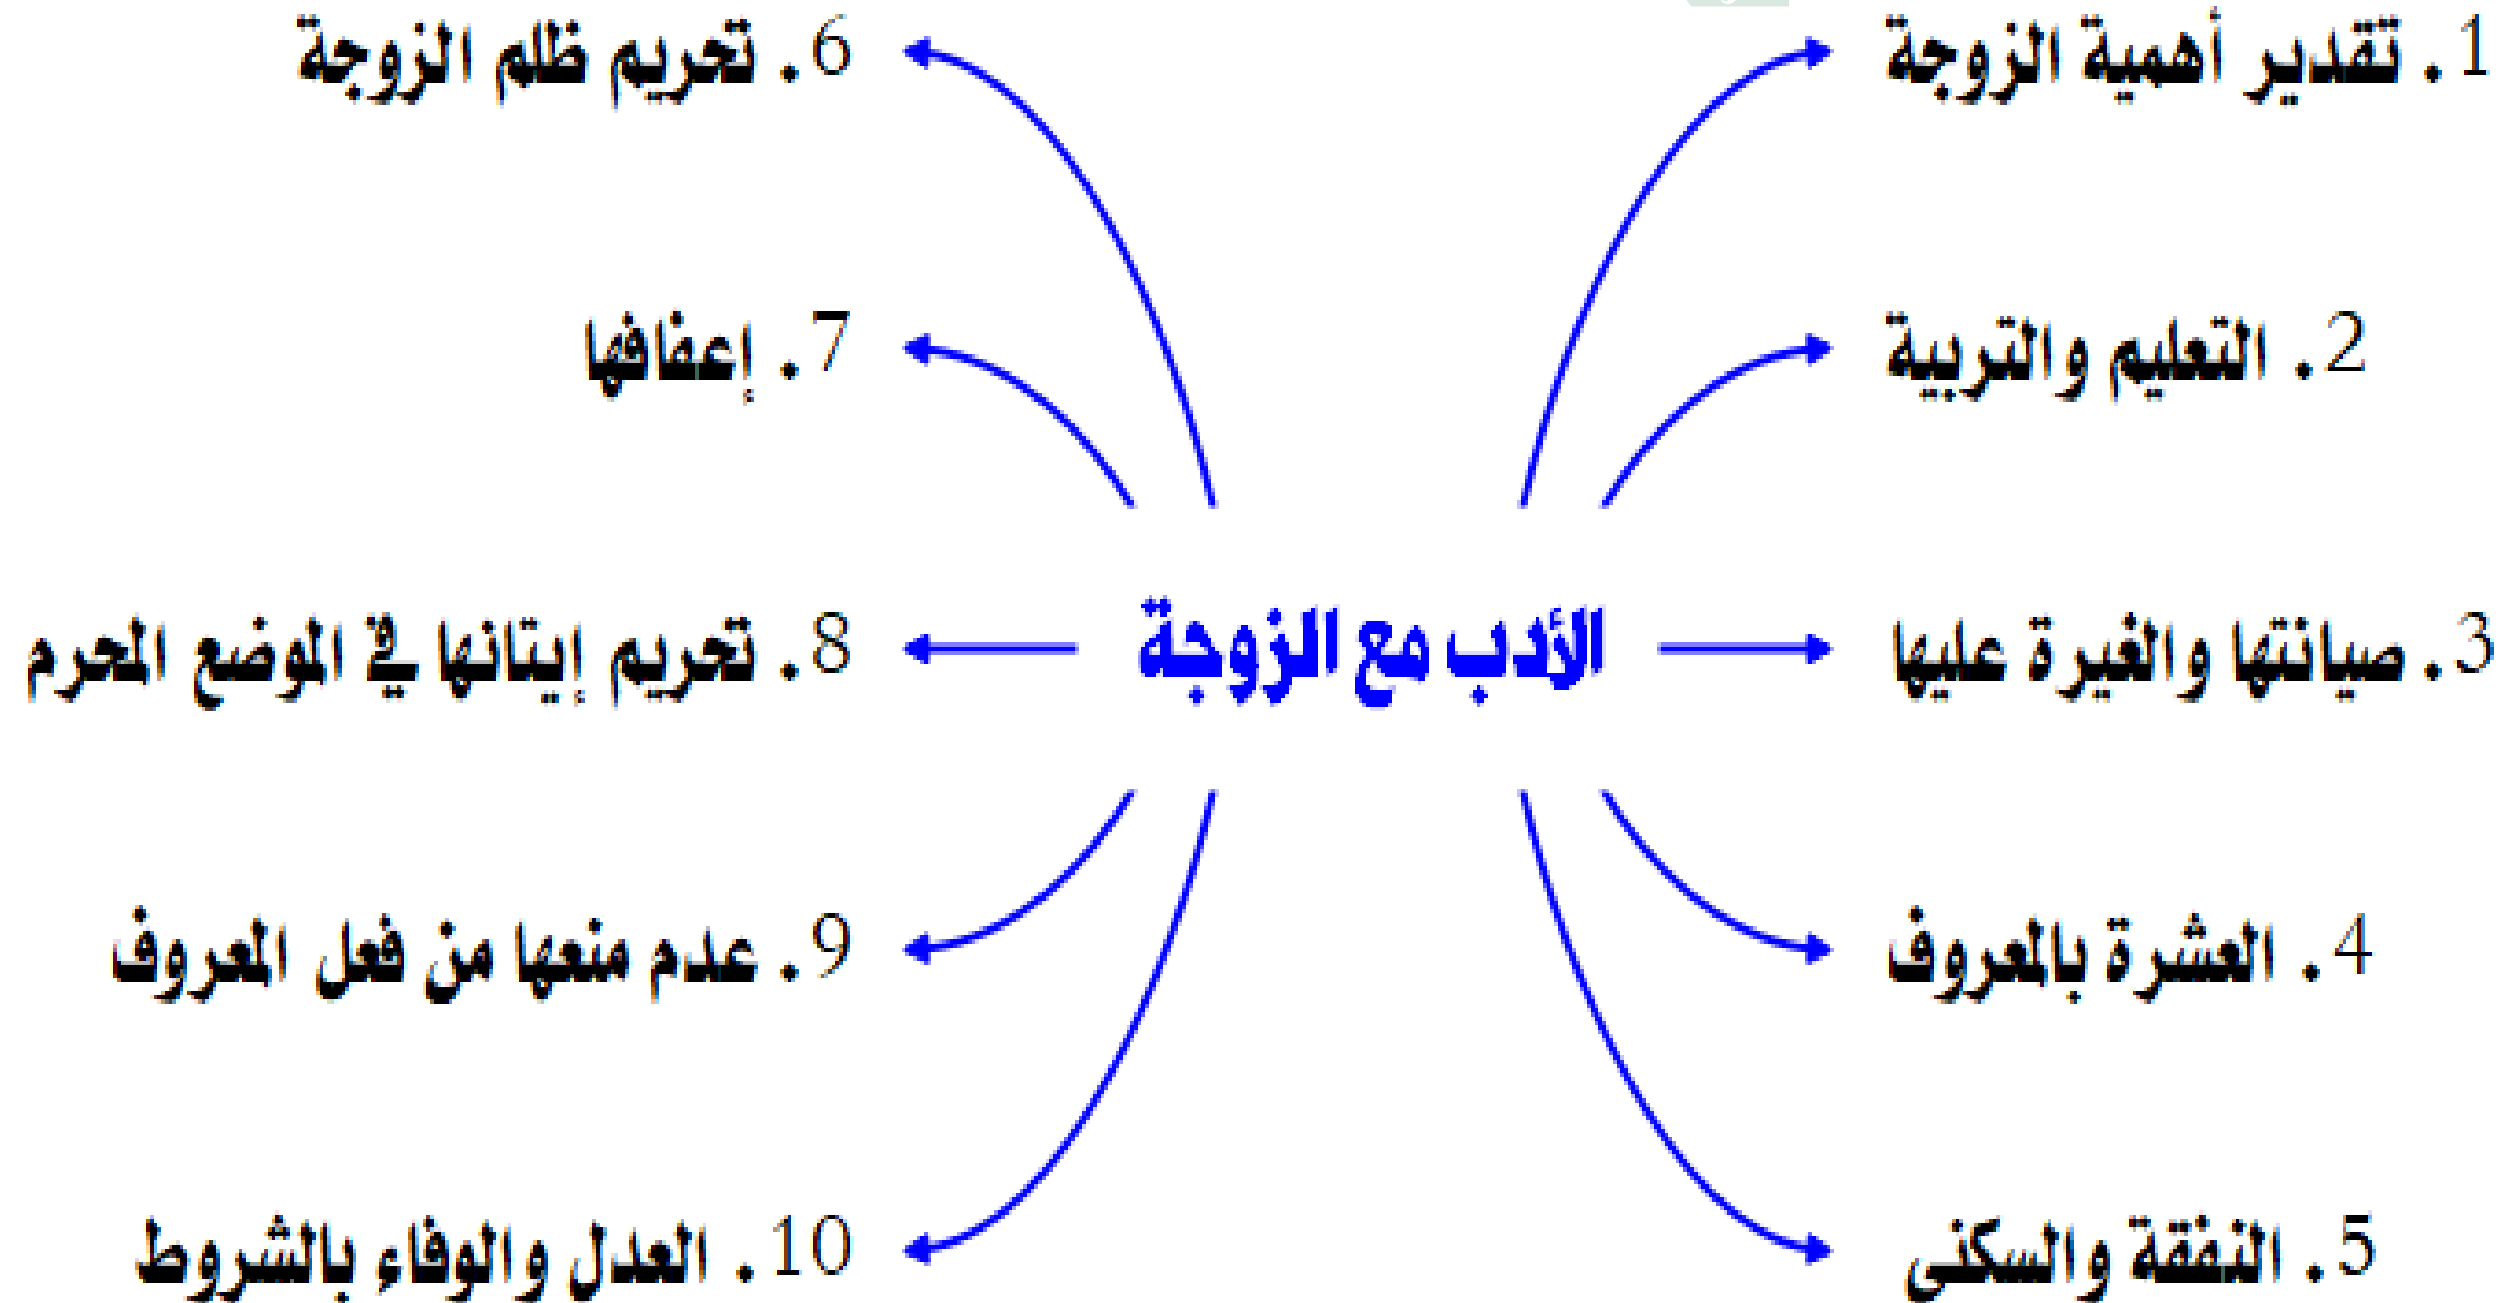 الأدب مع الزوجة
1. تقدير أهمية الزوجة
2. التعليم والتربية
3. صيانتها والغيرة عليها
4. العشرة بالمعروف
5. النفقة والسكنى
6. تحريم ظلم الزوجة
7. إعفافها
8. تحريم إيتانها في الموضع المحرم
9. عدم منعها من فعل المعروف
10. العدل والوفاء بالشروط